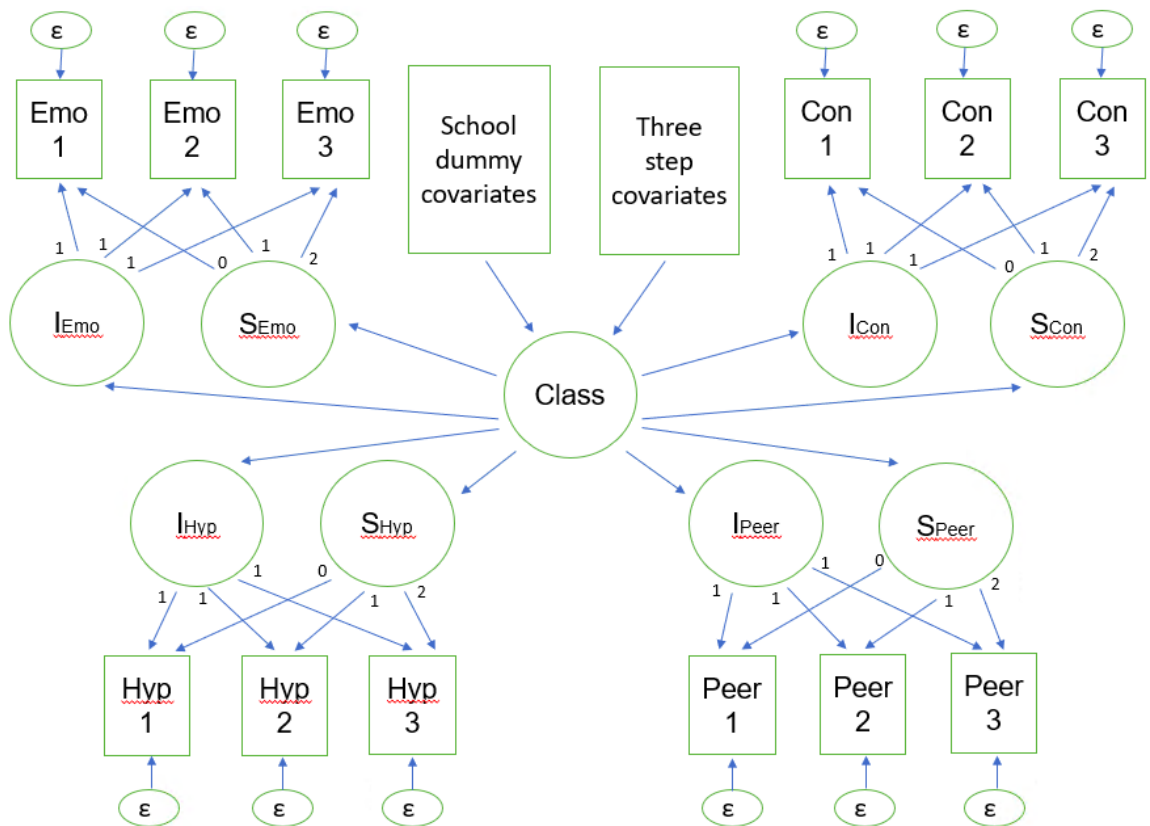 ε ε ε ε ε ε
Emo 1
Emo 2
Emo 3
School dummy covariates
Three step covariates
Con 1
Con 2
Con 3
1 1 1 0 1 2
1 1 1 0 1 2
IEmo
SEmo
ICon
SCon
Class
IHyp
SHyp
IPeer
SPeer
1 1 1 0 1 2
1 1 1 0 1 2
Hyp 1
Hyp 2
Hyp 3
Peer 1
Peer 2
Peer 3
ε ε ε ε ε ε